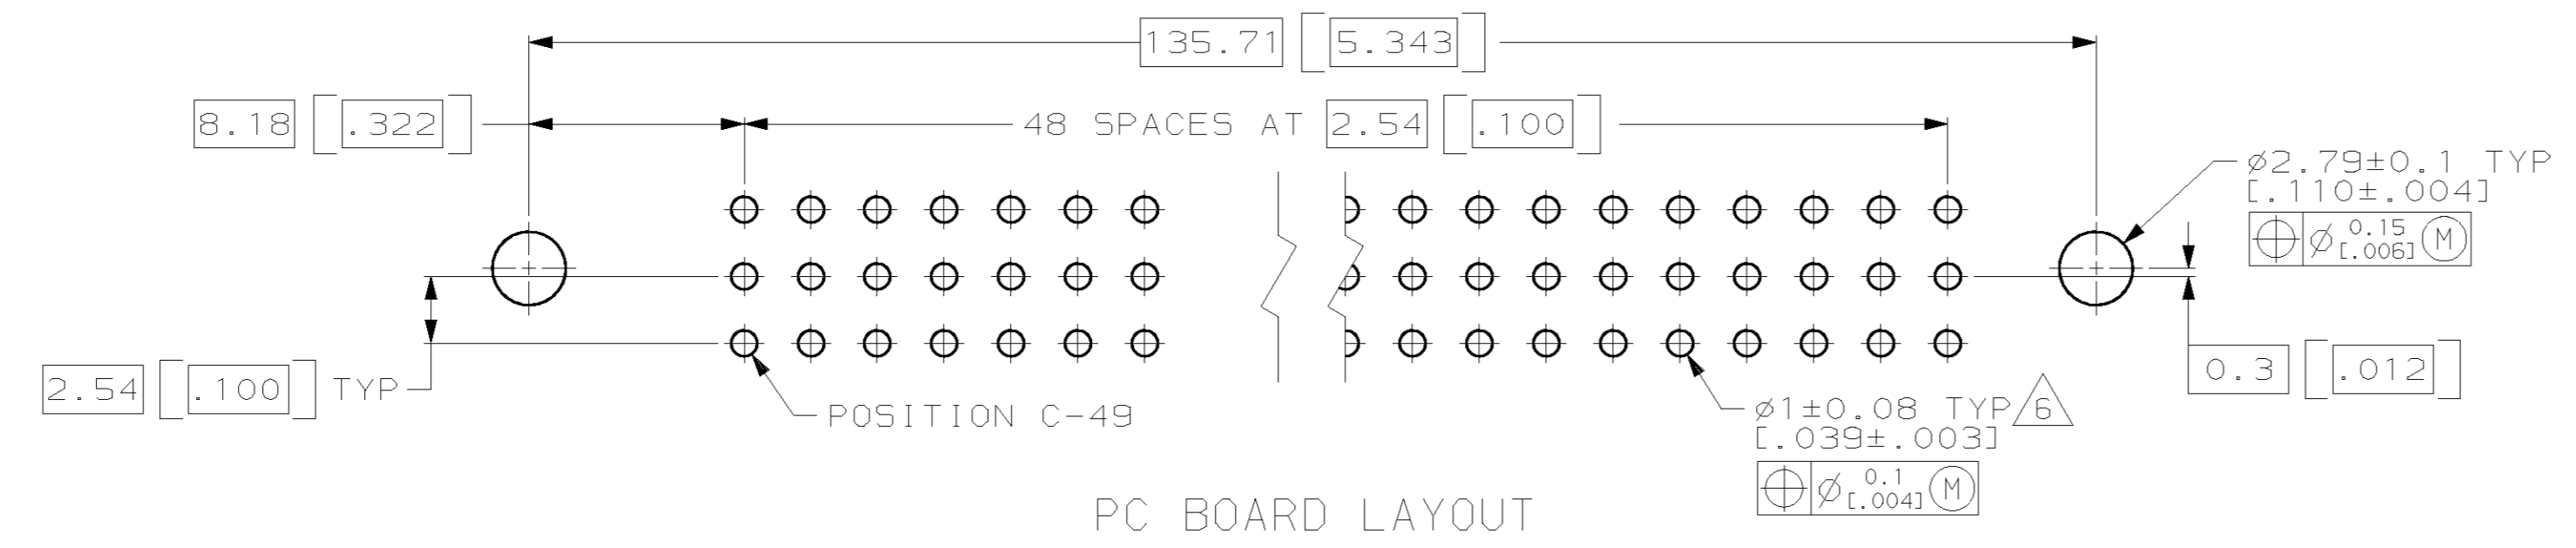 135.71 [5.343]
8.18 [.322]
48 SPACES AT 2.54 [.100]
⌀2.79±0.1 TYP
[.110±.004]
⌖ ⌀ 0.15 Ⓜ
[.006]
2.54 [.100] TYP
POSITION C-49
0.3 [.012]
⌀1±0.08 TYP 6
[.039±.003]
⌖ ⌀ 0.1 Ⓜ
[.004]
PC BOARD LAYOUT